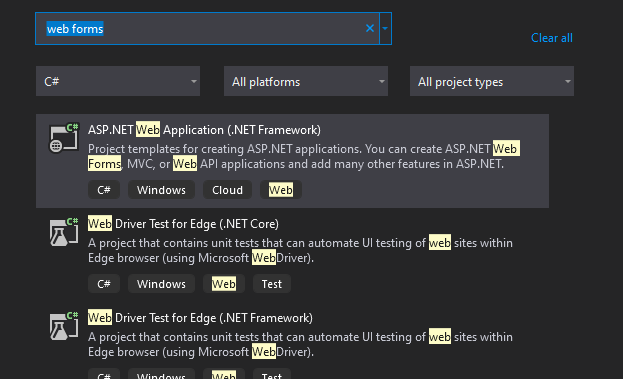 web forms
Clear all
C#
All platforms
All project types
C#
ASP.NET Web Application (.NET Framework)
Project templates for creating ASP.NET applications. You can create ASP.NET Web
Forms, MVC, or Web API applications and add many other features in ASP.NET.
C# Windows Cloud Web
C#
Web Driver Test for Edge (.NET Core)
A project that contains unit tests that can automate UI testing of web sites within
Edge browser (using Microsoft WebDriver).
C# Windows Web Test
C#
Web Driver Test for Edge (.NET Framework)
A project that contains unit tests that can automate UI testing of web sites within
Edge browser (using Microsoft WebDriver).
C# Windows Web Test